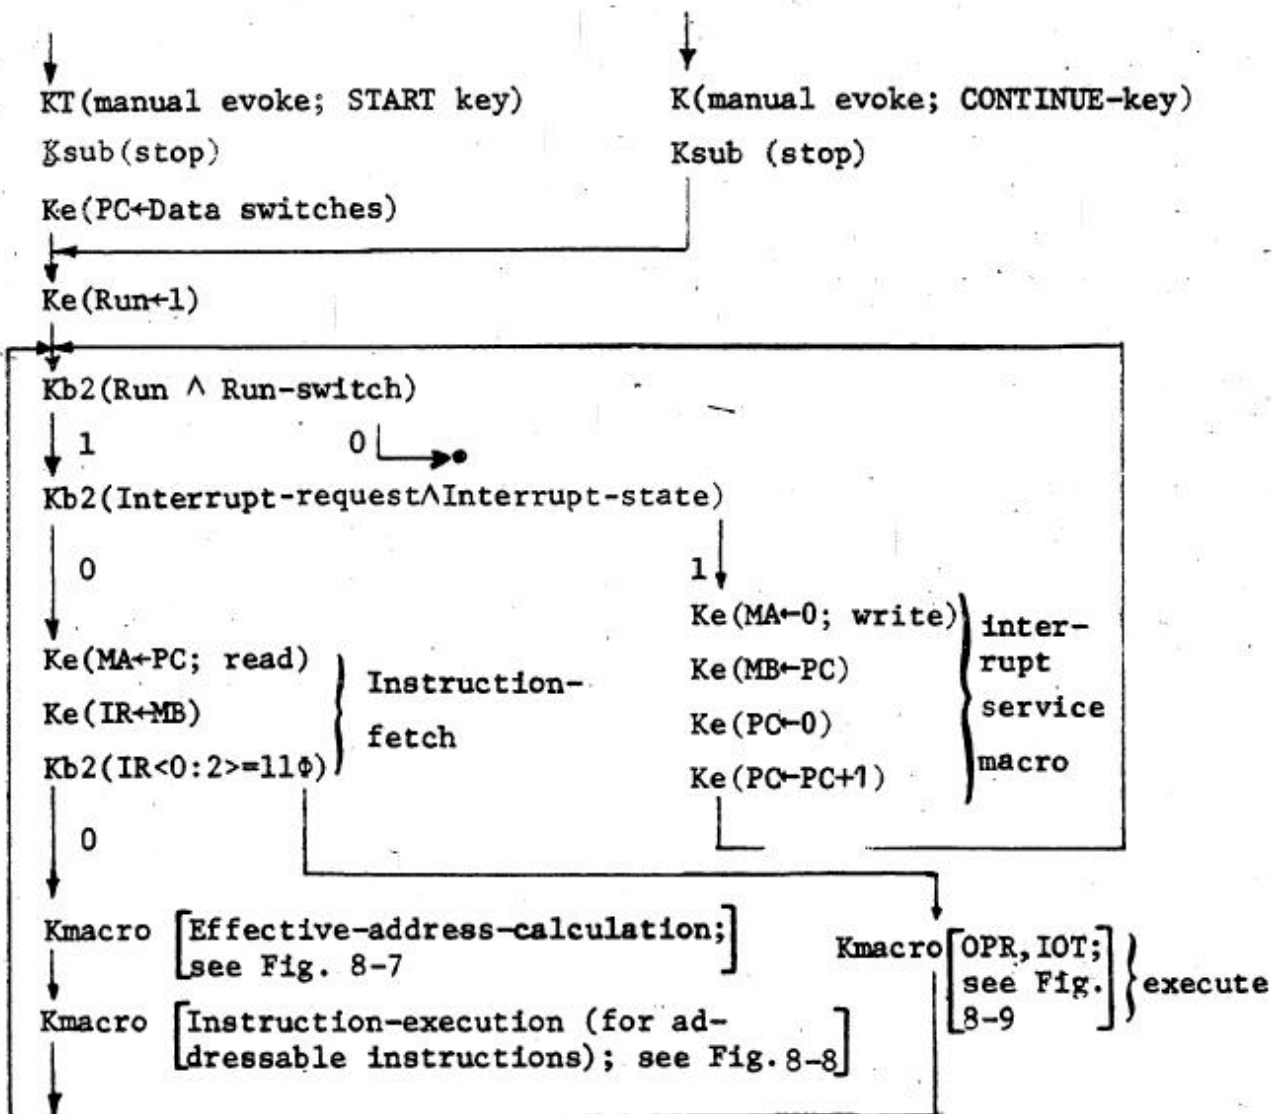 KT(manual evoke; START key)
K(manual evoke; CONTINUE-key)
Ksub(stop)
Ksub (stop)
Ke(PC←Data switches)
Ke(Run←1)
Kb2(Run ∧ Run-switch)
1
0
Kb2(Interrupt-request∧Interrupt-state)
0
1
Ke(MA←PC; read)
Ke(IR←MB)
Kb2(IR<0:2>=11Φ)
Instruction-
fetch
Ke(MA←0; write)
Ke(MB←PC)
Ke(PC←0)
Ke(PC←PC+1)
inter-
rupt
service
macro
0
Kmacro [Effective-address-calculation;
see Fig. 8-7]
Kmacro [OPR,IOT;
see Fig.
8-9]
execute
Kmacro [Instruction-execution (for ad-
dressable instructions); see Fig. 8-8]